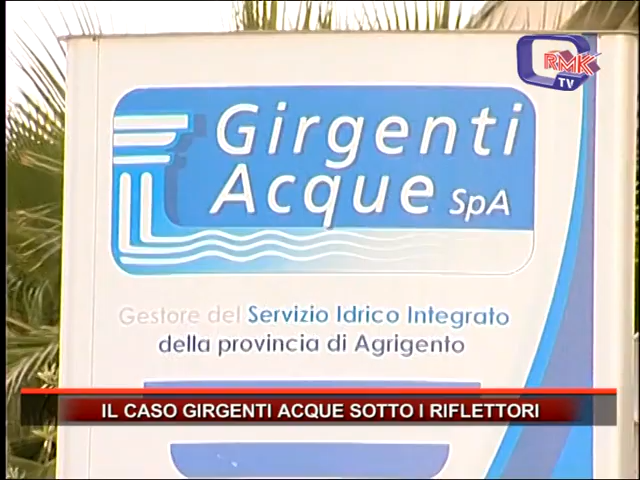 RMK
TV
Girgenti
Acque SpA
Gestore del Servizio Idrico Integrato
della provincia di Agrigento
IL CASO GIRGENTI ACQUE SOTTO I RIFLETTORI
RMK